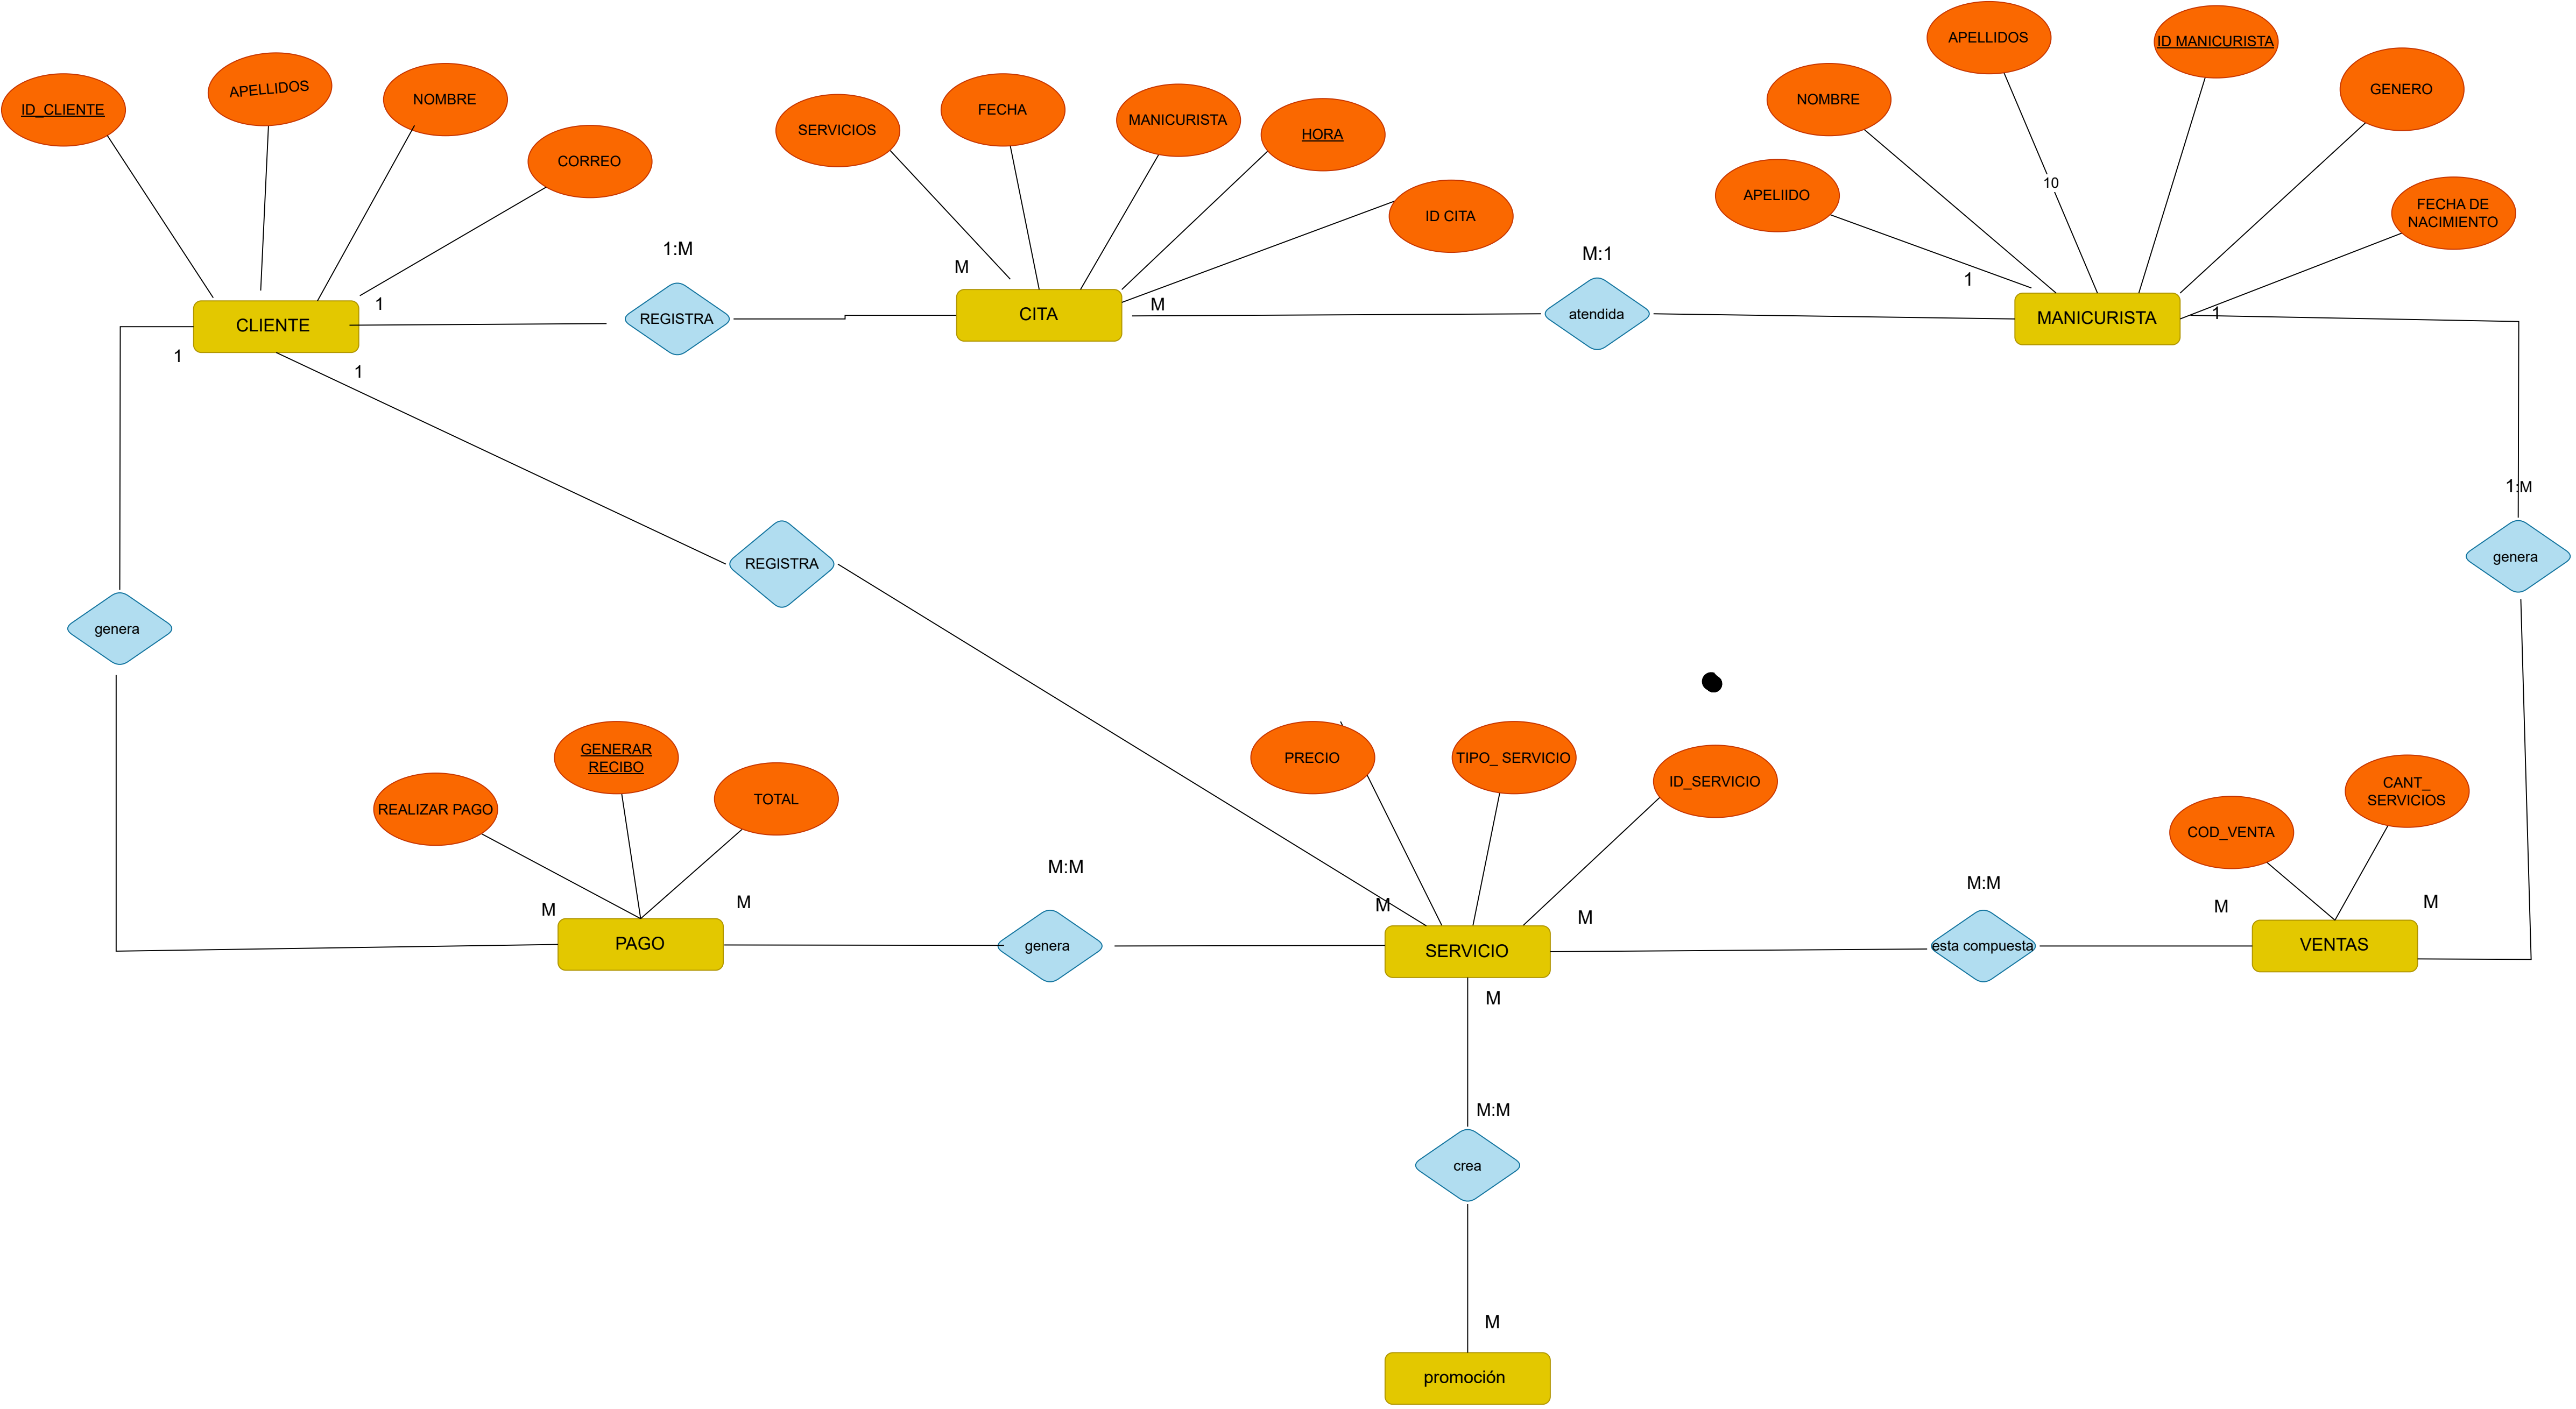 ID_CLIENTE
APELLIDOS
NOMBRE
CORREO
SERVICIOS
FECHA
MANICURISTA
HORA
ID CITA
APELIIDO
NOMBRE
APELLIDOS
ID MANICURISTA
GENERO
FECHA DE
NACIMIENTO
10
1:M
M
M:1
M
1
1
1
CLIENTE
REGISTRA
CITA
atendida
MANICURISTA
1
1
1:M
REGISTRA
genera
genera
REALIZAR PAGO
GENERAR
RECIBO
TOTAL
PRECIO
TIPO_ SERVICIO
ID_SERVICIO
COD_VENTA
CANT_
SERVICIOS
M
M
M:M
M
M
M:M
M
M
PAGO
genera
SERVICIO
esta compuesta
VENTAS
M
M:M
crea
M
promoción